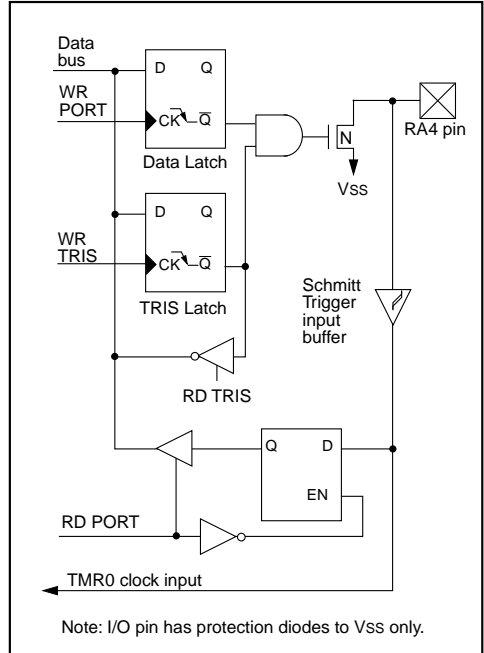 Data
bus
D Q
WR
PORT
CK Q
Data Latch
N
RA4 pin
VSS
D Q
WR
TRIS
CK Q
TRIS Latch
Schmitt
Trigger
input
buffer
RD TRIS
Q D
EN
RD PORT
TMR0 clock input
Note: I/O pin has protection diodes to VSS only.